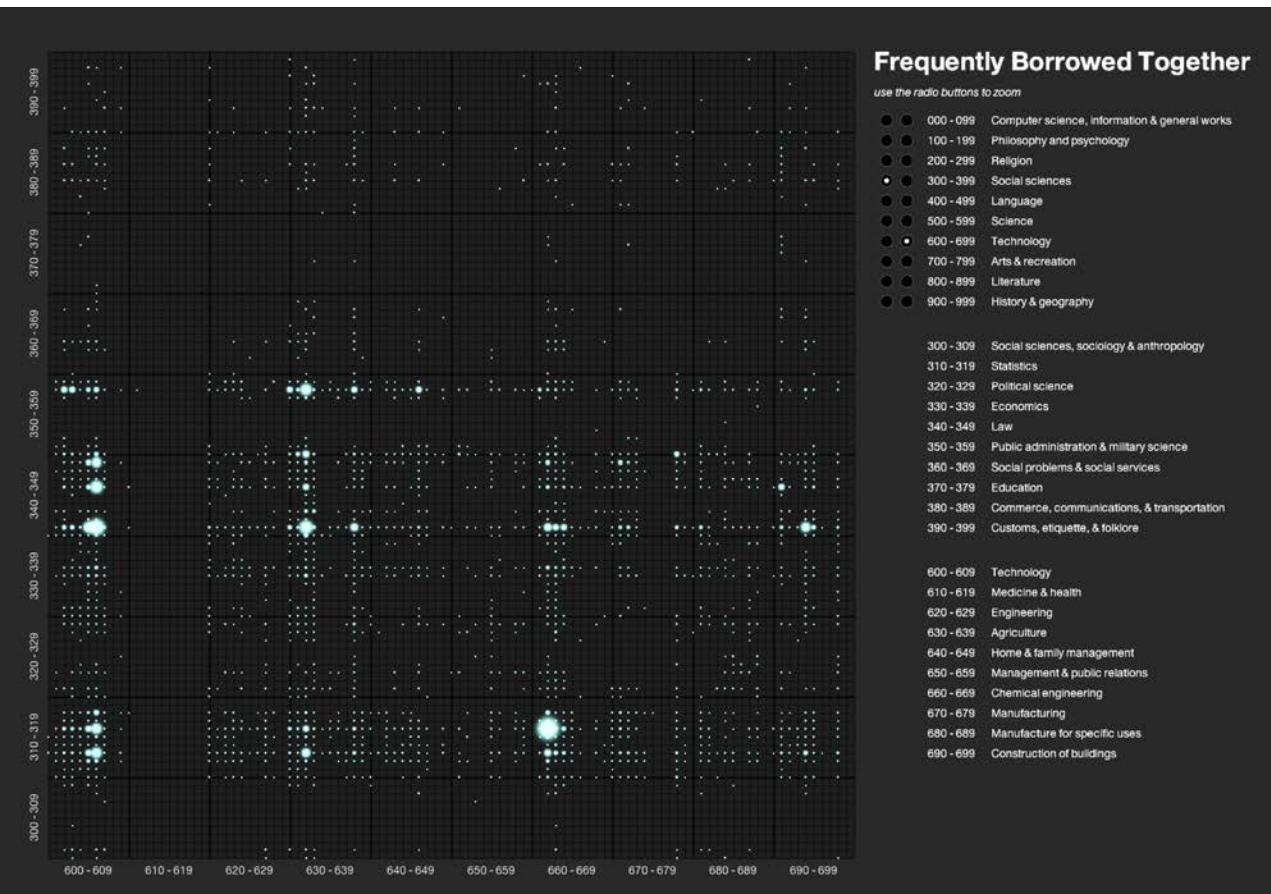 Frequently Borrowed Together
use the radio buttons to zoom
000 - 099 Computer science, information & general works
100 - 199 Philosophy and psychology
200 - 299 Religion
300 - 399 Social sciences
400 - 499 Language
500 - 599 Science
600 - 699 Technology
700 - 799 Arts & recreation
800 - 899 Literature
900 - 999 History & geography
300 - 309 Social sciences, sociology & anthropology
310 - 319 Statistics
320 - 329 Political science
330 - 339 Economics
340 - 349 Law
350 - 359 Public administration & military science
360 - 369 Social problems & social services
370 - 379 Education
380 - 389 Commerce, communications, & transportation
390 - 399 Customs, etiquette, & folklore
600 - 609 Technology
610 - 619 Medicine & health
620 - 629 Engineering
630 - 639 Agriculture
640 - 649 Home & family management
650 - 659 Management & public relations
660 - 669 Chemical engineering
670 - 679 Manufacturing
680 - 689 Manufacture for specific uses
690 - 699 Construction of buildings
390 - 399
380 - 389
370 - 379
360 - 369
350 - 359
340 - 349
330 - 339
320 - 329
310 - 319
300 - 309
600 - 609 610 - 619 620 - 629 630 - 639 640 - 649 650 - 659 660 - 669 670 - 679 680 - 689 690 - 699